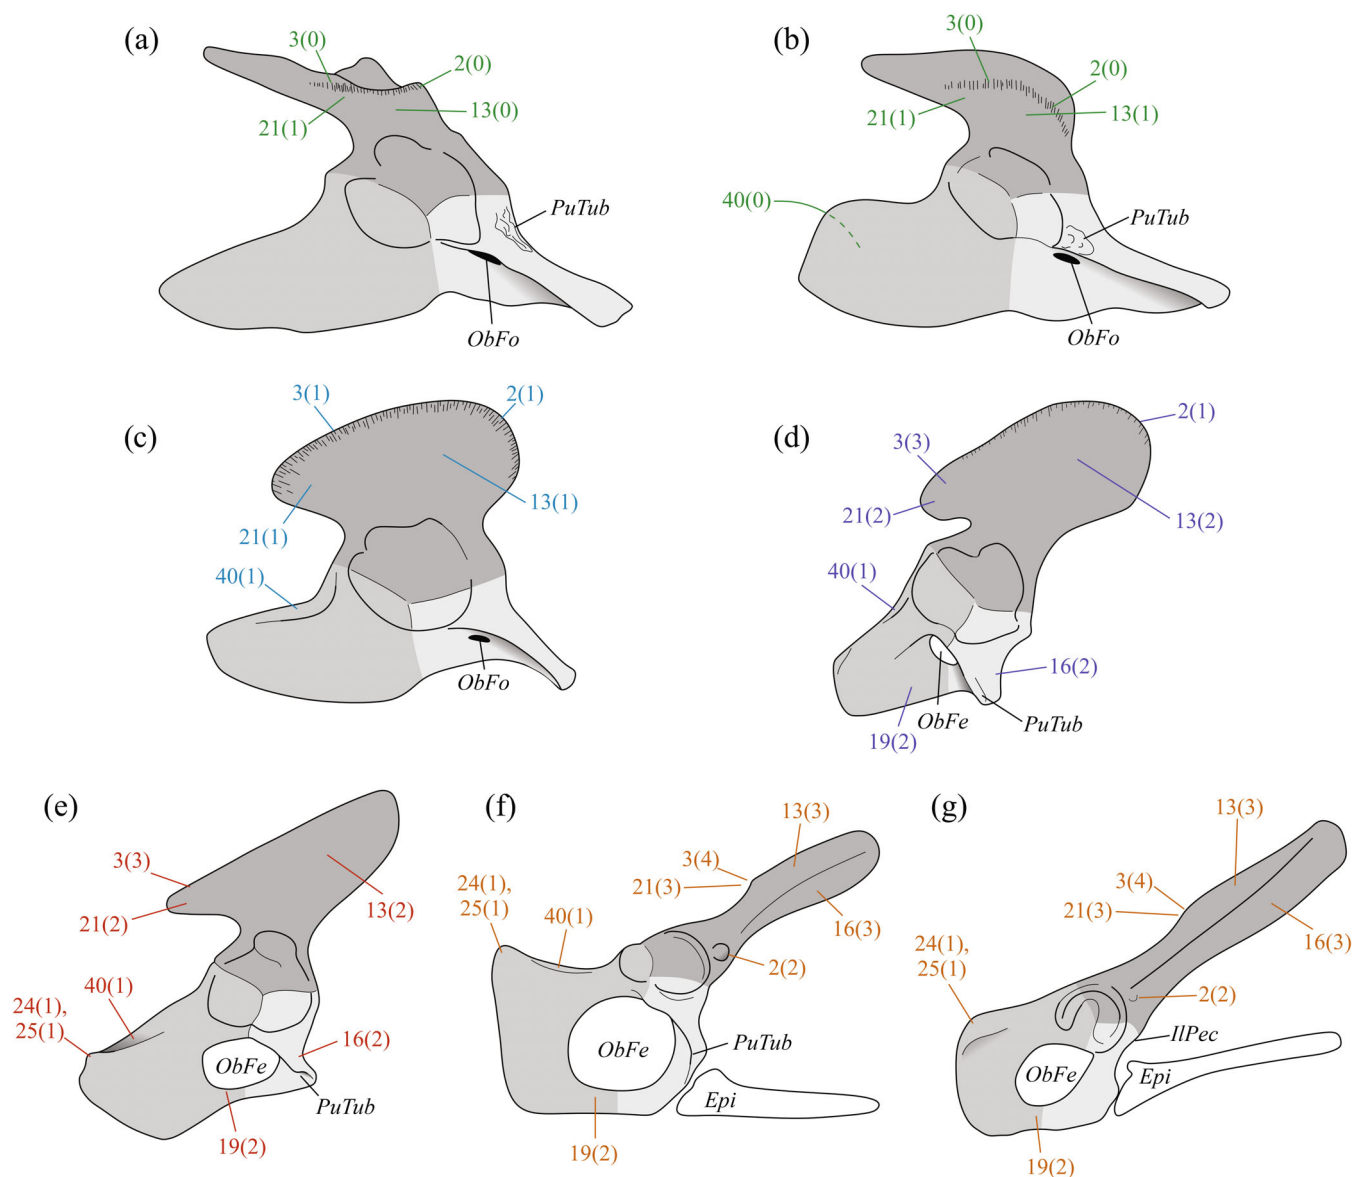 (a)
3(0)
2(0)
13(0)
21(1)
PuTub
ObFo
(b)
3(0)
2(0)
13(1)
21(1)
40(0)
PuTub
ObFo
(c)
3(1)
2(1)
13(1)
21(1)
40(1)
ObFo
(d)
2(1)
3(3)
21(2)
13(2)
40(1)
16(2)
ObFe
PuTub
19(2)
(e)
3(3)
21(2)
13(2)
40(1)
24(1),
25(1)
16(2)
ObFe
PuTub
19(2)
(f)
13(3)
3(4)
21(3)
24(1),
25(1)
40(1)
16(3)
2(2)
ObFe
PuTub
Epi
19(2)
(g)
13(3)
3(4)
21(3)
16(3)
24(1),
25(1)
2(2)
IlPec
ObFe
Epi
19(2)